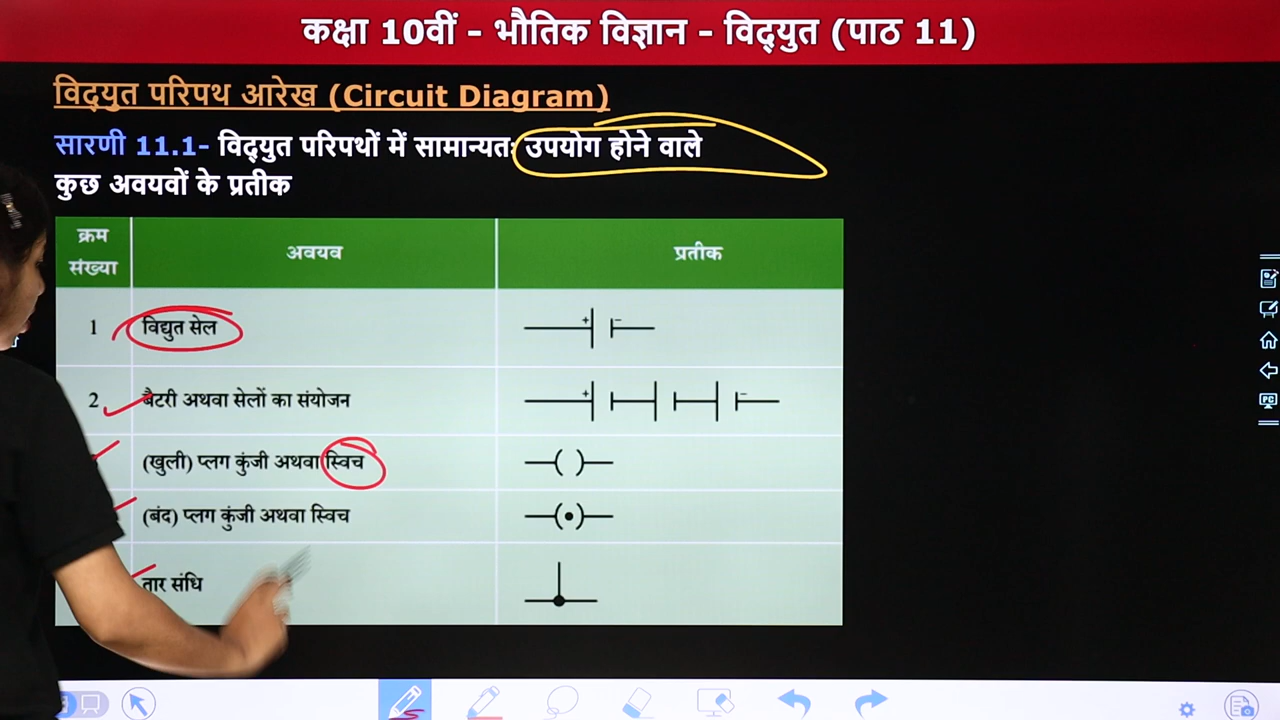 कक्षा 10वीं - भौतिक विज्ञान - विद्युत (पाठ 11)
विद्युत परिपथ आरेख (Circuit Diagram)
सारणी 11.1- विद्युत परिपथों में सामान्यतः उपयोग होने वाले
कुछ अवयवों के प्रतीक
क्रम संख्या अवयव प्रतीक
1 विद्युत सेल + -
2 बैटरी अथवा सेलों का संयोजन + -
(खुली) प्लग कुंजी अथवा स्विच
(बंद) प्लग कुंजी अथवा स्विच
तार संधि
PC